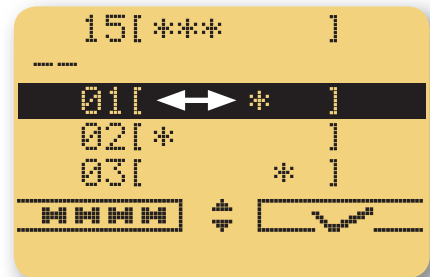 15[ ***          ]
-- --
01[          *   ]
02[ *            ]
03[            * ]